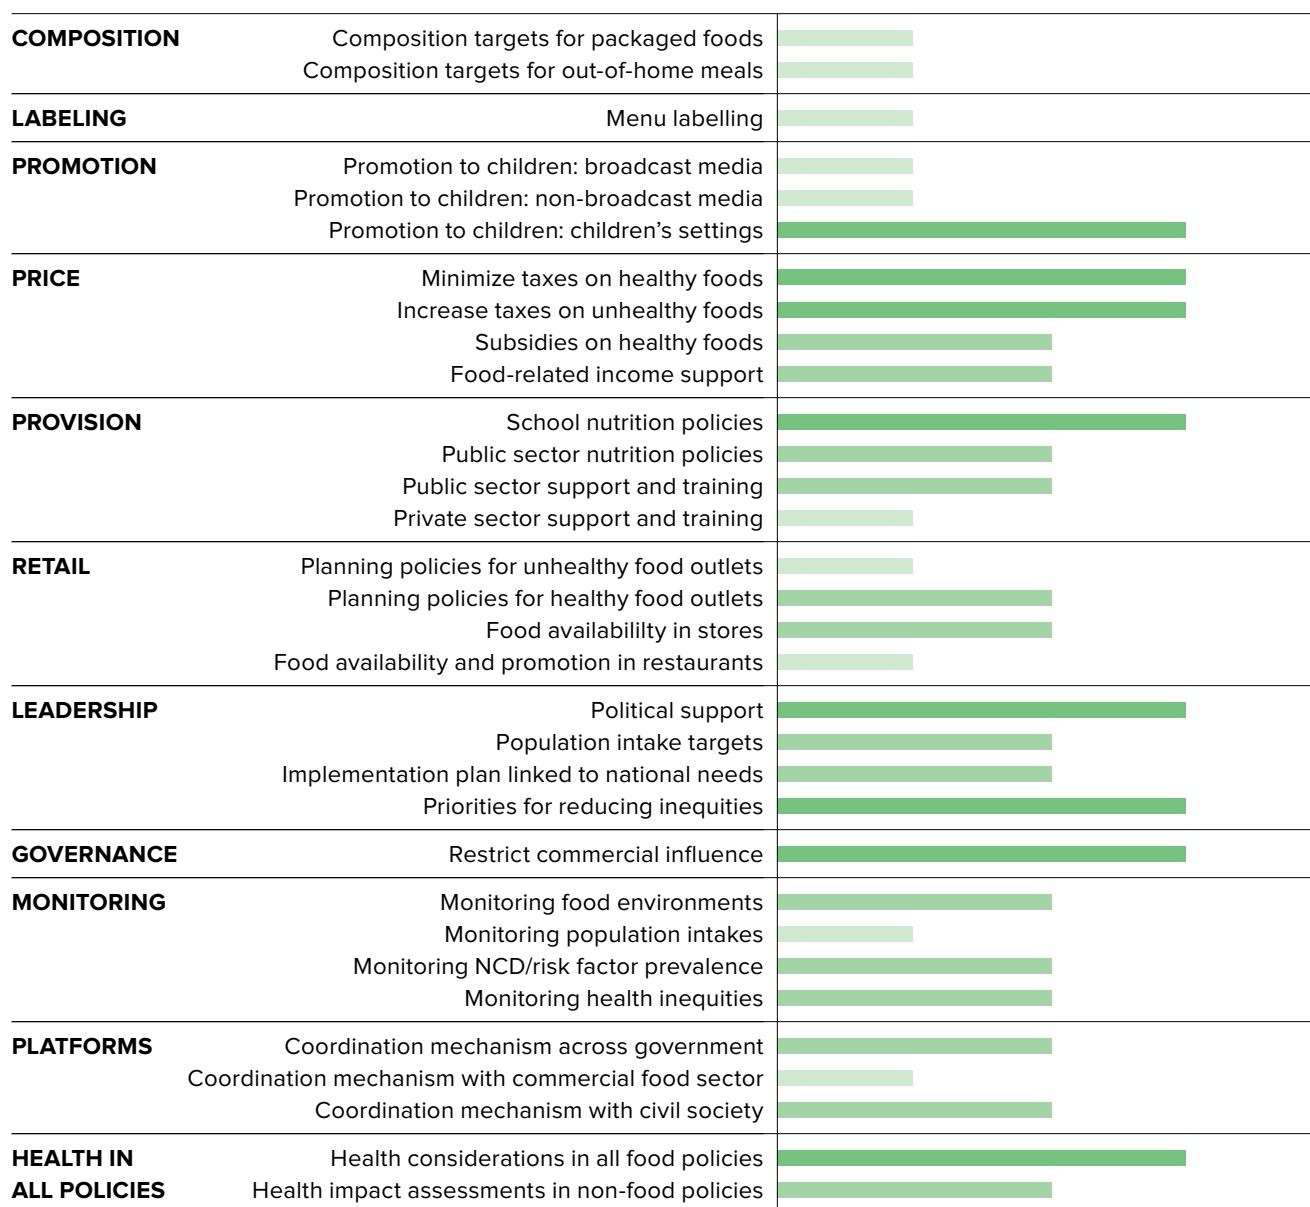 COMPOSITION Composition targets for packaged foods
Composition targets for out-of-home meals
LABELING Menu labelling
PROMOTION Promotion to children: broadcast media
Promotion to children: non-broadcast media
Promotion to children: children’s settings
PRICE Minimize taxes on healthy foods
Increase taxes on unhealthy foods
Subsidies on healthy foods
Food-related income support
PROVISION School nutrition policies
Public sector nutrition policies
Public sector support and training
Private sector support and training
RETAIL Planning policies for unhealthy food outlets
Planning policies for healthy food outlets
Food availabililty in stores
Food availability and promotion in restaurants
LEADERSHIP Political support
Population intake targets
Implementation plan linked to national needs
Priorities for reducing inequities
GOVERNANCE Restrict commercial influence
MONITORING Monitoring food environments
Monitoring population intakes
Monitoring NCD/risk factor prevalence
Monitoring health inequities
PLATFORMS Coordination mechanism across government
Coordination mechanism with commercial food sector
Coordination mechanism with civil society
HEALTH IN Health considerations in all food policies
ALL POLICIES Health impact assessments in non-food policies